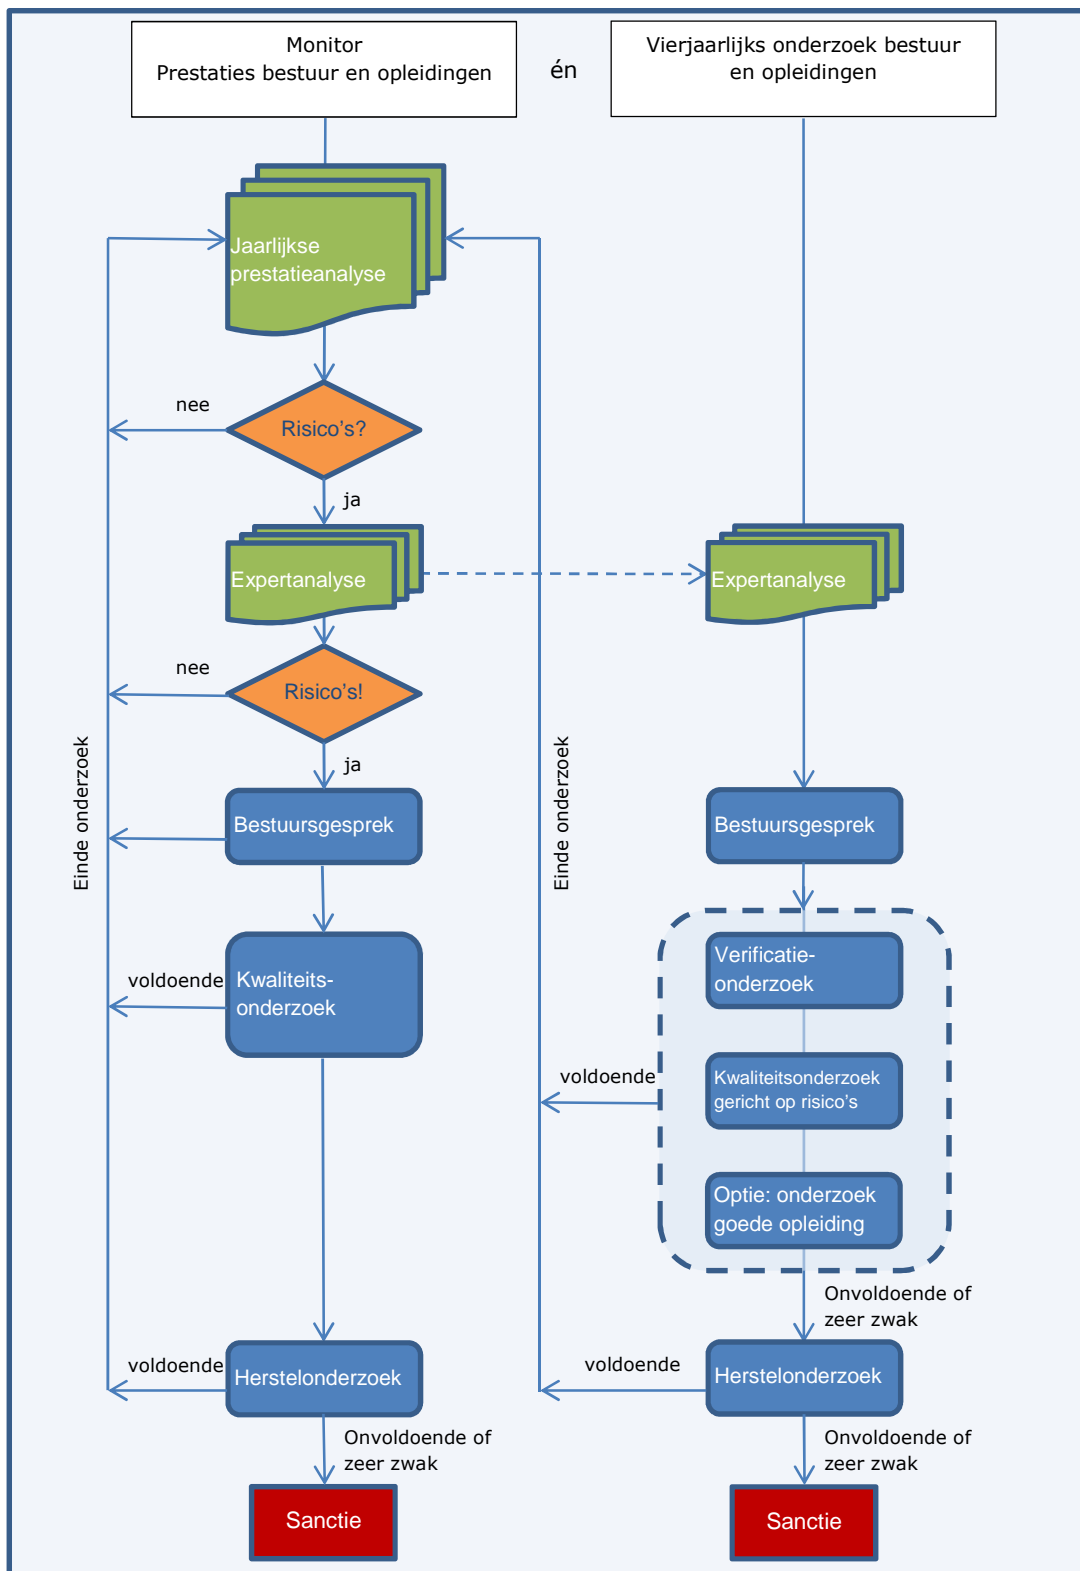 Monitor
Prestaties bestuur en opleidingen
én
Vierjaarlijks onderzoek bestuur
en opleidingen
Jaarlijkse
prestatieanalyse
nee
Risico's?
ja
Expertanalyse
Expertanalyse
nee
Risico's!
ja
Einde onderzoek
Einde onderzoek
Bestuursgesprek
Bestuursgesprek
voldoende
Kwaliteits-
onderzoek
Verificatie-
onderzoek
voldoende
Kwaliteitsonderzoek
gericht op risico's
Optie: onderzoek
goede opleiding
Onvoldoende of
zeer zwak
voldoende
Herstelonderzoek
voldoende
Herstelonderzoek
Onvoldoende of
zeer zwak
Onvoldoende of
zeer zwak
Sanctie
Sanctie